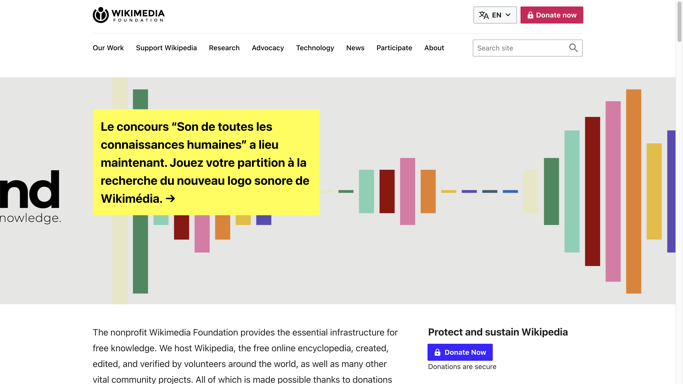 WIKIMEDIA
FOUNDATION
EN
Donate now
Our Work
Support Wikipedia
Research
Advocacy
Technology
News
Participate
About
Search site
nd
nowledge.
Le concours “Son de toutes les
connaissances humaines” a lieu
maintenant. Jouez votre partition à la
recherche du nouveau logo sonore de
Wikimédia. →
The nonprofit Wikimedia Foundation provides the essential infrastructure for
free knowledge. We host Wikipedia, the free online encyclopedia, created,
edited, and verified by volunteers around the world, as well as many other
vital community projects. All of which is made possible thanks to donations
Protect and sustain Wikipedia
Donate Now
Donations are secure